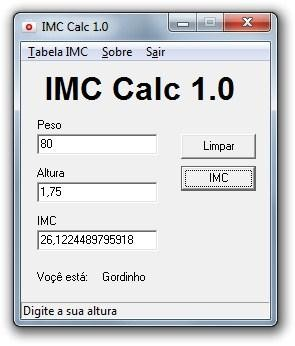 IMC Calc 1.0
Tabela IMC Sobre Sair
IMC Calc 1.0
Peso
80
Limpar
Altura
1,75
IMC
IMC
26,1224489795918
Voçê está: Gordinho
Digite a sua altura